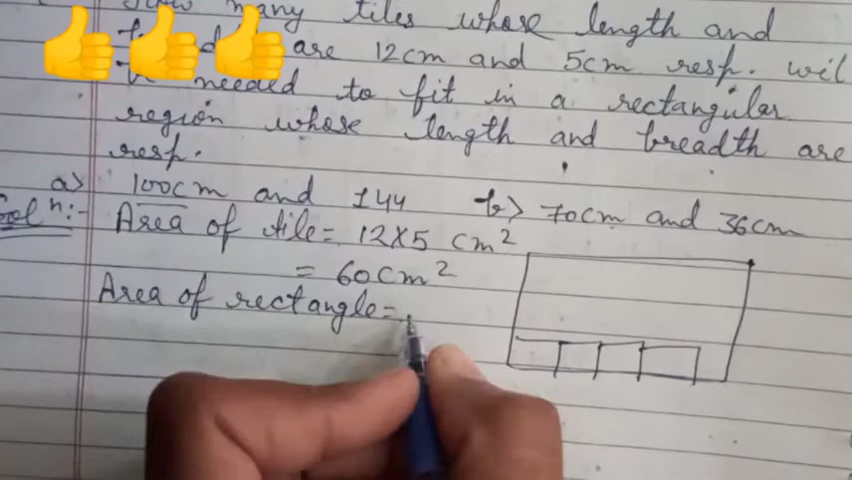 many tiles whose length and
are 12cm and 5cm resp. wil
needed to fit in a rectangular
region whose length and breadth are
resp.
a) 100cm and 144 b) 70cm and 36cm
Solⁿ:- Area of tile = 12×5 cm²
= 60cm²
Area of rectangle =